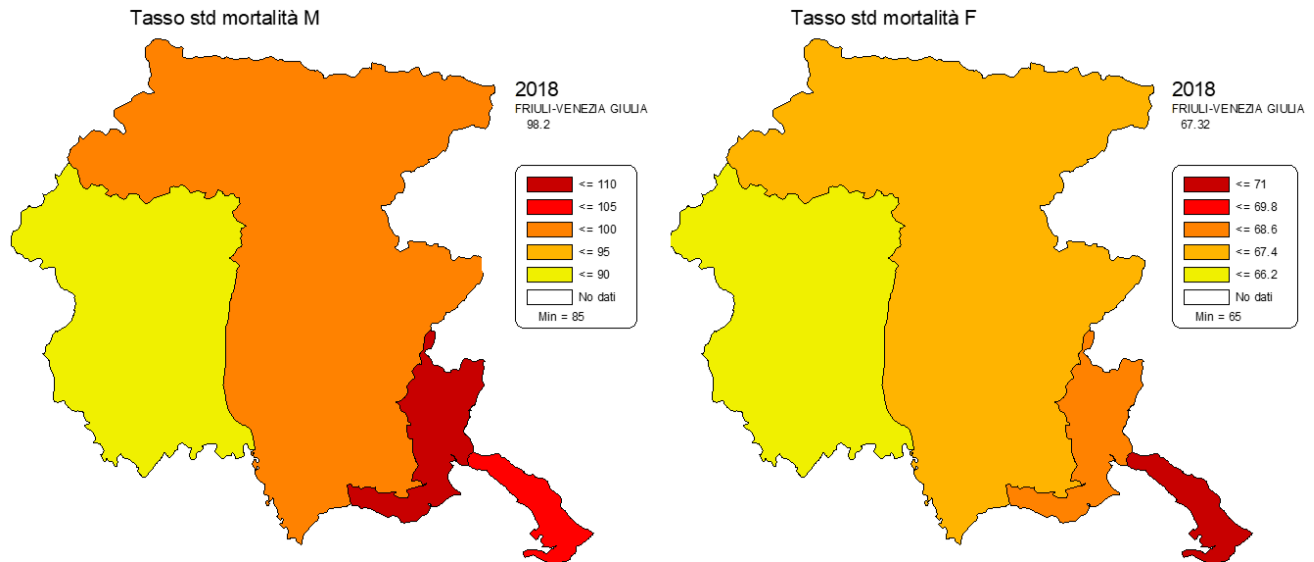 Tasso std mortalità M
2018
FRIULI-VENEZIA GIULIA
98.2
<= 110
<= 105
<= 100
<= 95
<= 90
No dati
Min = 85
Tasso std mortalità F
2018
FRIULI-VENEZIA GIULIA
67.32
<= 71
<= 69.8
<= 68.6
<= 67.4
<= 66.2
No dati
Min = 65